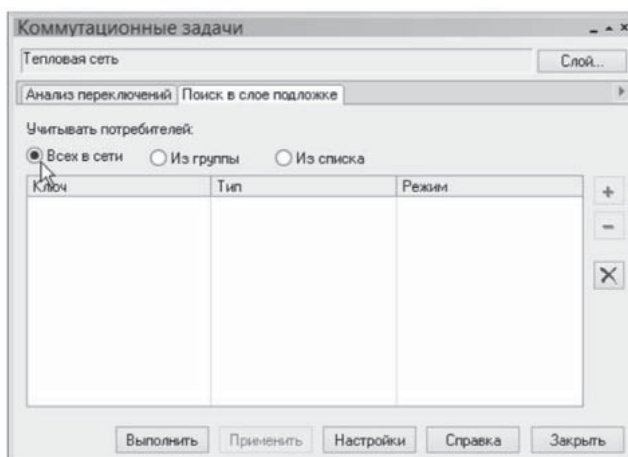 Коммутационные задачи
Тепловая сеть
Слой...
Анализ переключений Поиск в слое подложке
Учитывать потребителей:
Всех в сети Из группы Из списка
Ключ Тип Режим
Выполнить Применить Настройки Справка Закрыть